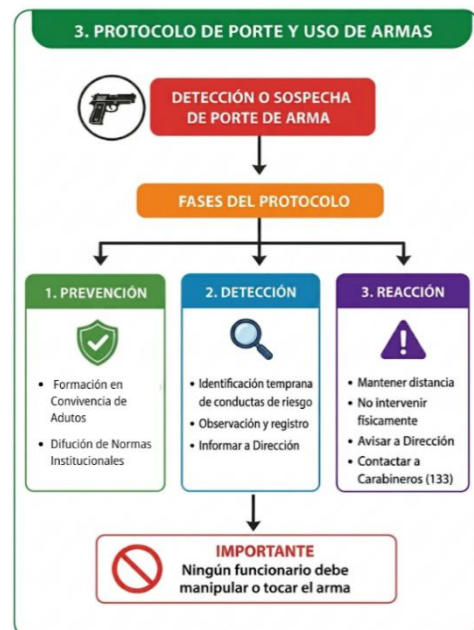 3. PROTOCOLO DE PORTE Y USO DE ARMAS
DETECCIÓN O SOSPECHA
DE PORTE DE ARMA
FASES DEL PROTOCOLO
1. PREVENCIÓN
• Formación en
Convivencia de
Adutos
• Difución de Normas
Institucionales
2. DETECCIÓN
• Identificación temprana
de conductas de riesgo
• Observación y registro
• Informar a Dirección
3. REACCIÓN
• Mantener distancia
• No intervenir
físicamente
• Avisar a Dirección
• Contactar a
Carabineros (133)
IMPORTANTE
Ningún funcionario debe
manipular o tocar el arma